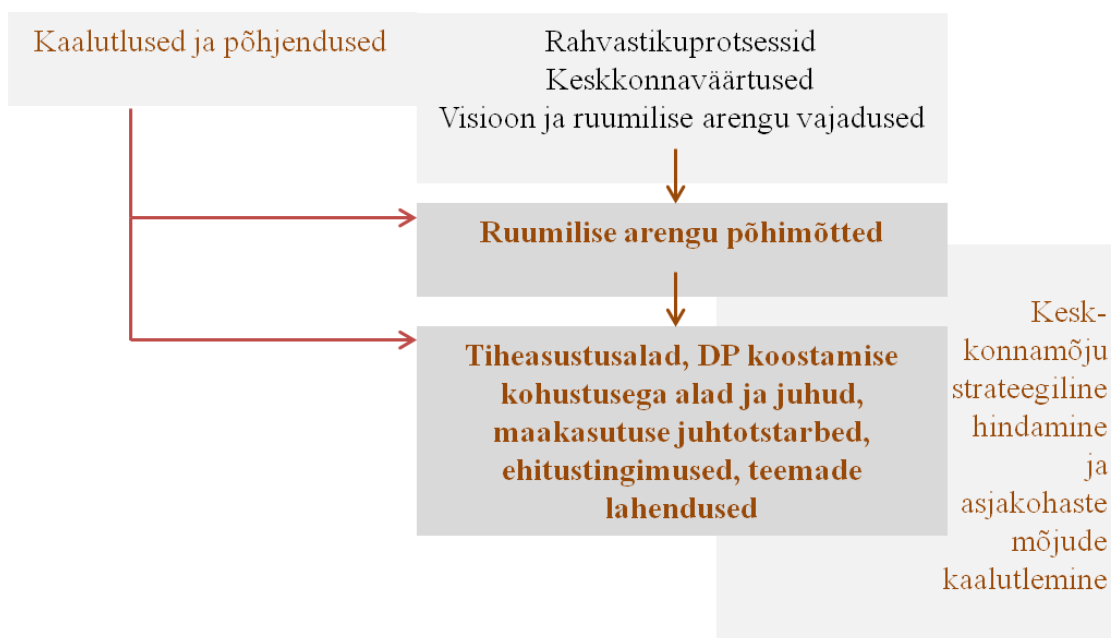 Kaalutlused ja põhjendused
Rahvastikuprotsessid
Keskkonnaväärtused
Visioon ja ruumilise arengu vajadused
Ruumilise arengu põhimõtted
Tiheasustusalad, DP koostamise
kohustusega alad ja juhud,
maakasutuse juhtotstarbed,
ehitustingimused, teemade
lahendused
Kesk-
konnamõju
strateegiline
hindamine
ja
asjakohaste
mõjude
kaalutlemine